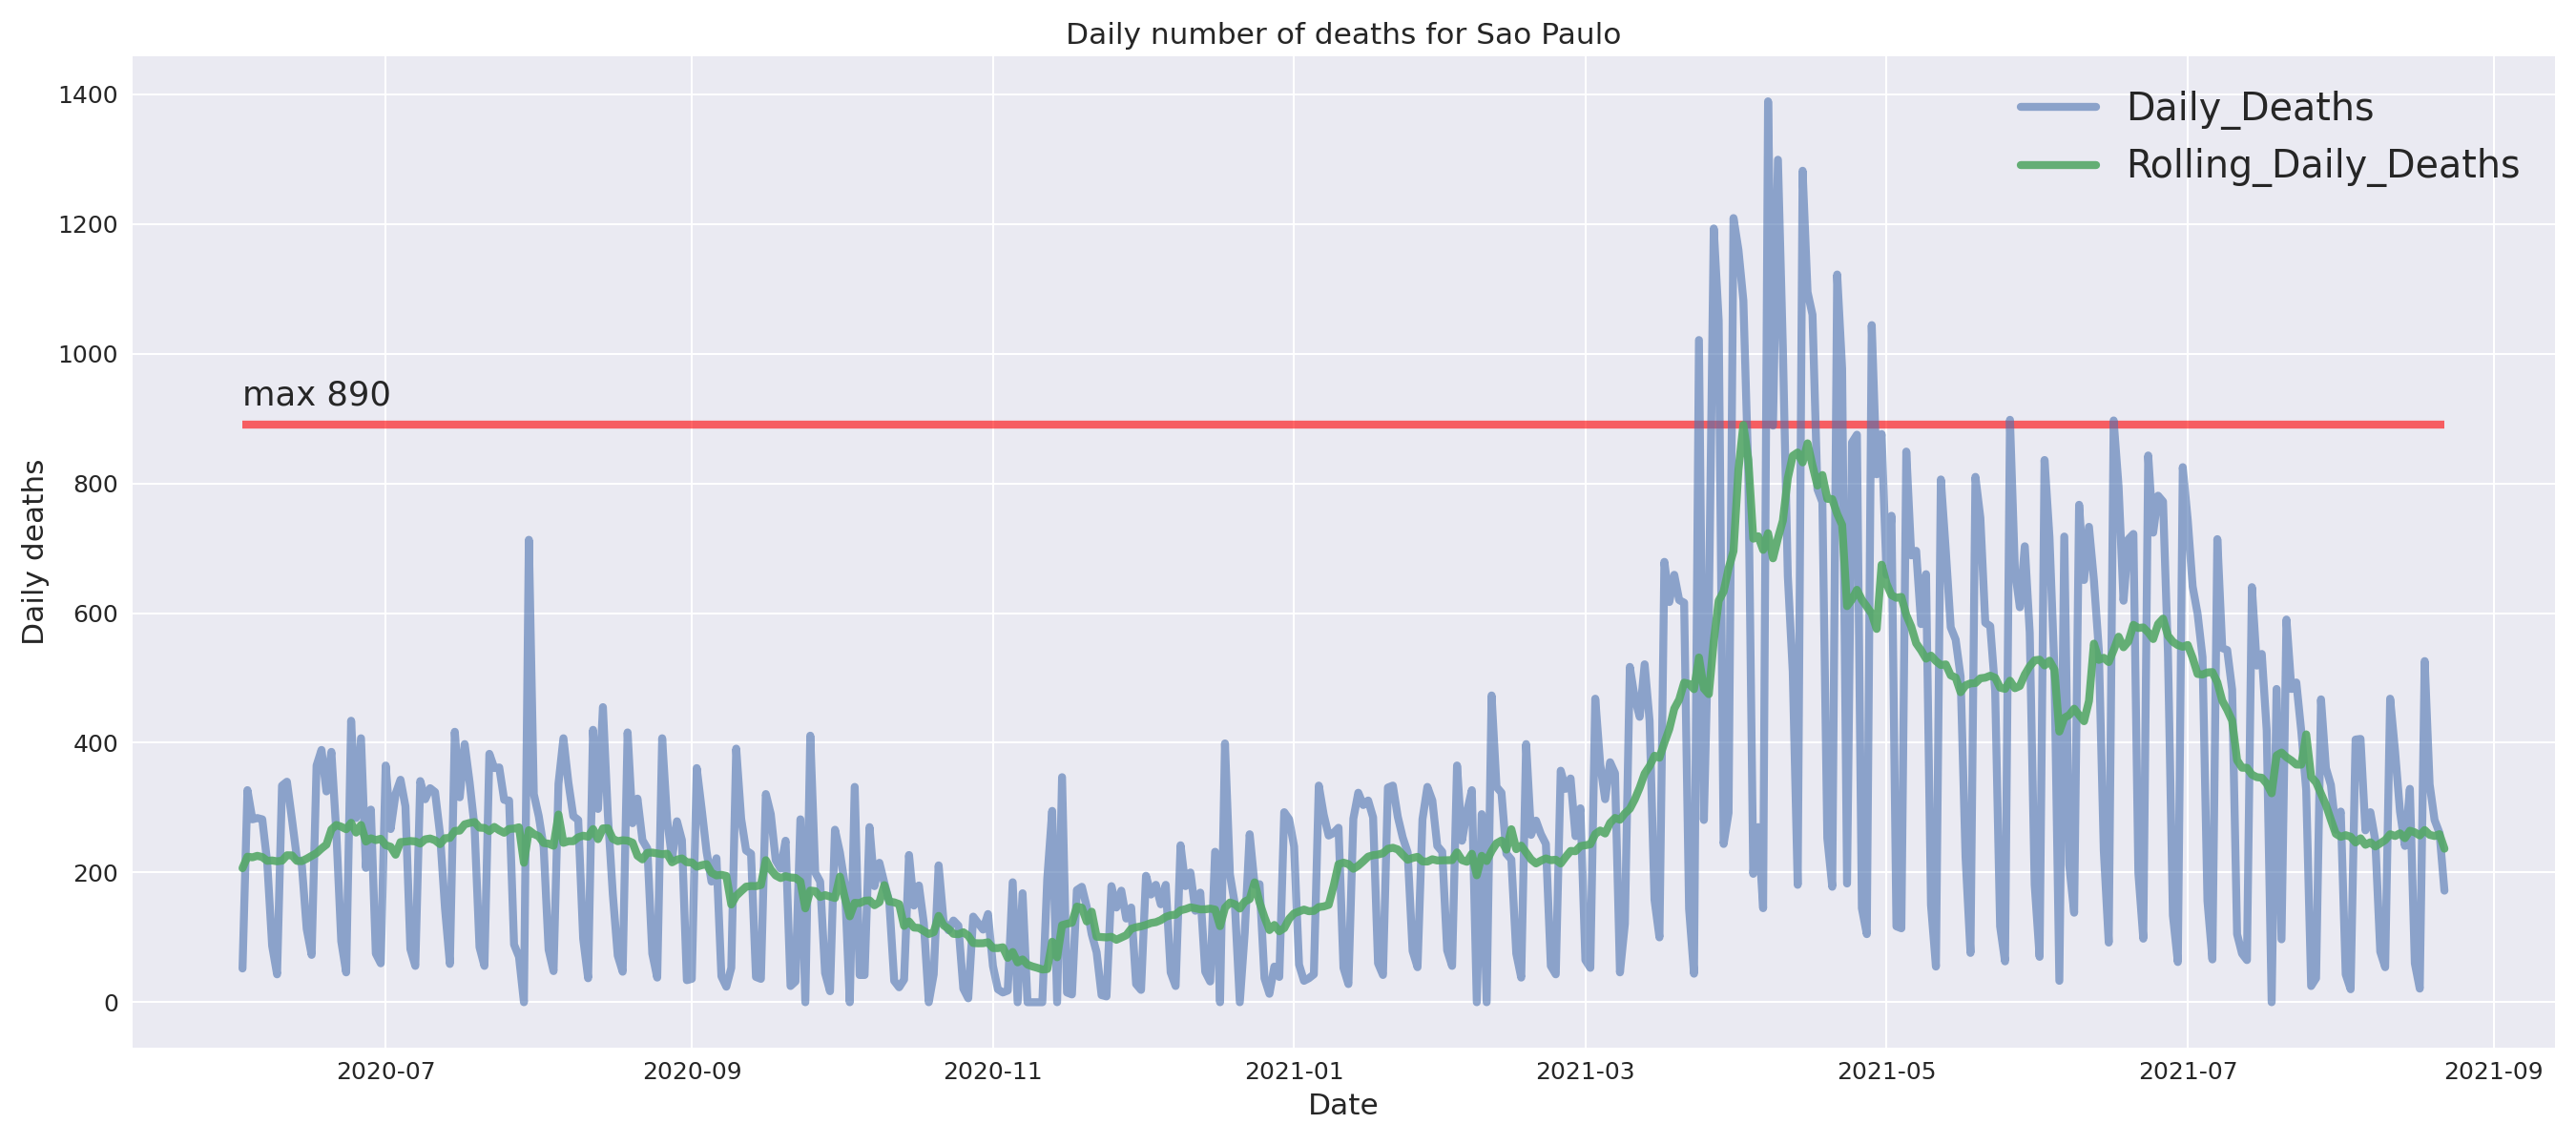 Daily number of deaths for Sao Paulo
1400
1200
1000
800
600
400
200
0
Daily deaths
max 890
Daily_Deaths
Rolling_Daily_Deaths
2020-07
2020-09
2020-11
2021-01
2021-03
2021-05
2021-07
2021-09
Date